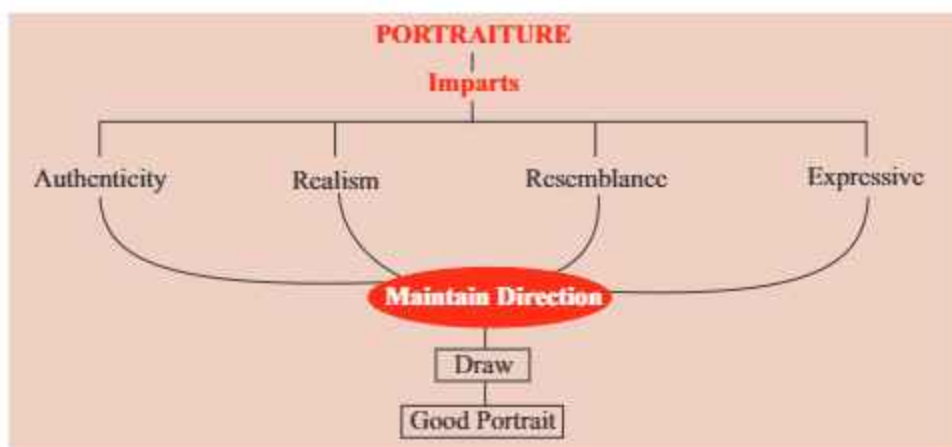 PORTRAITURE
Imparts
Authenticity Realism Resemblance Expressive
Maintain Direction
Draw
Good Portrait